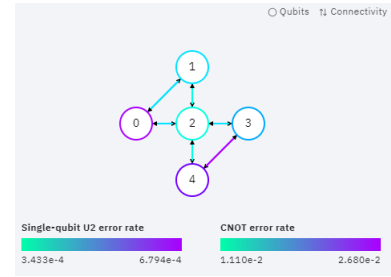 Qubits ↑↓ Connectivity
1
0 2 3
4
Single-qubit U2 error rate CNOT error rate
3.433e-4 6.794e-4 1.110e-2 2.680e-2